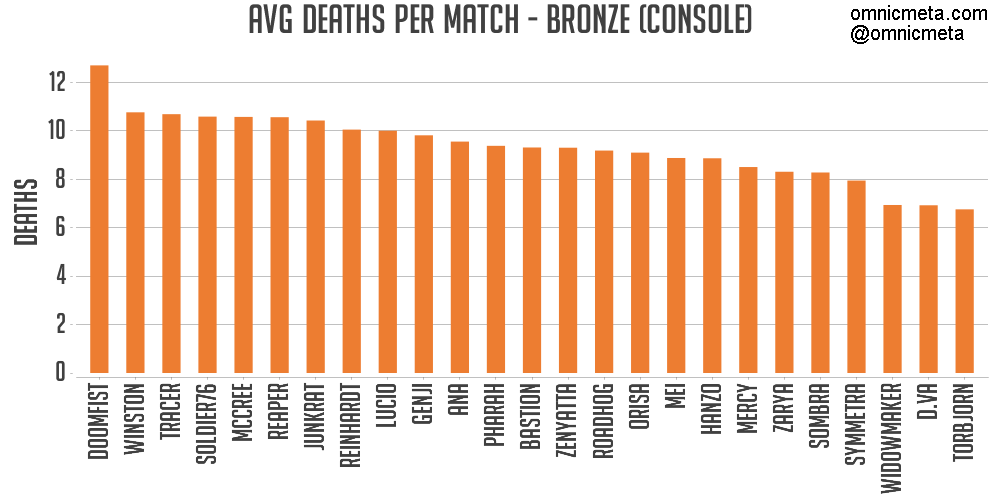 AVG DEATHS PER MATCH - BRONZE (CONSOLE)
omnicmeta.com
@omnicmeta
DEATHS
12
10
8
6
4
2
0
DOOMFIST
WINSTON
TRACER
SOLDIER76
MCCREE
REAPER
JUNKRAT
REINHARDT
LUCIO
GENJI
ANA
PHARAH
BASTION
ZENYATTA
ROADHOG
ORISA
MEI
HANZO
MERCY
ZARYA
SOMBRA
SYMMETRA
WIDOWMAKER
D.VA
TORBJORN